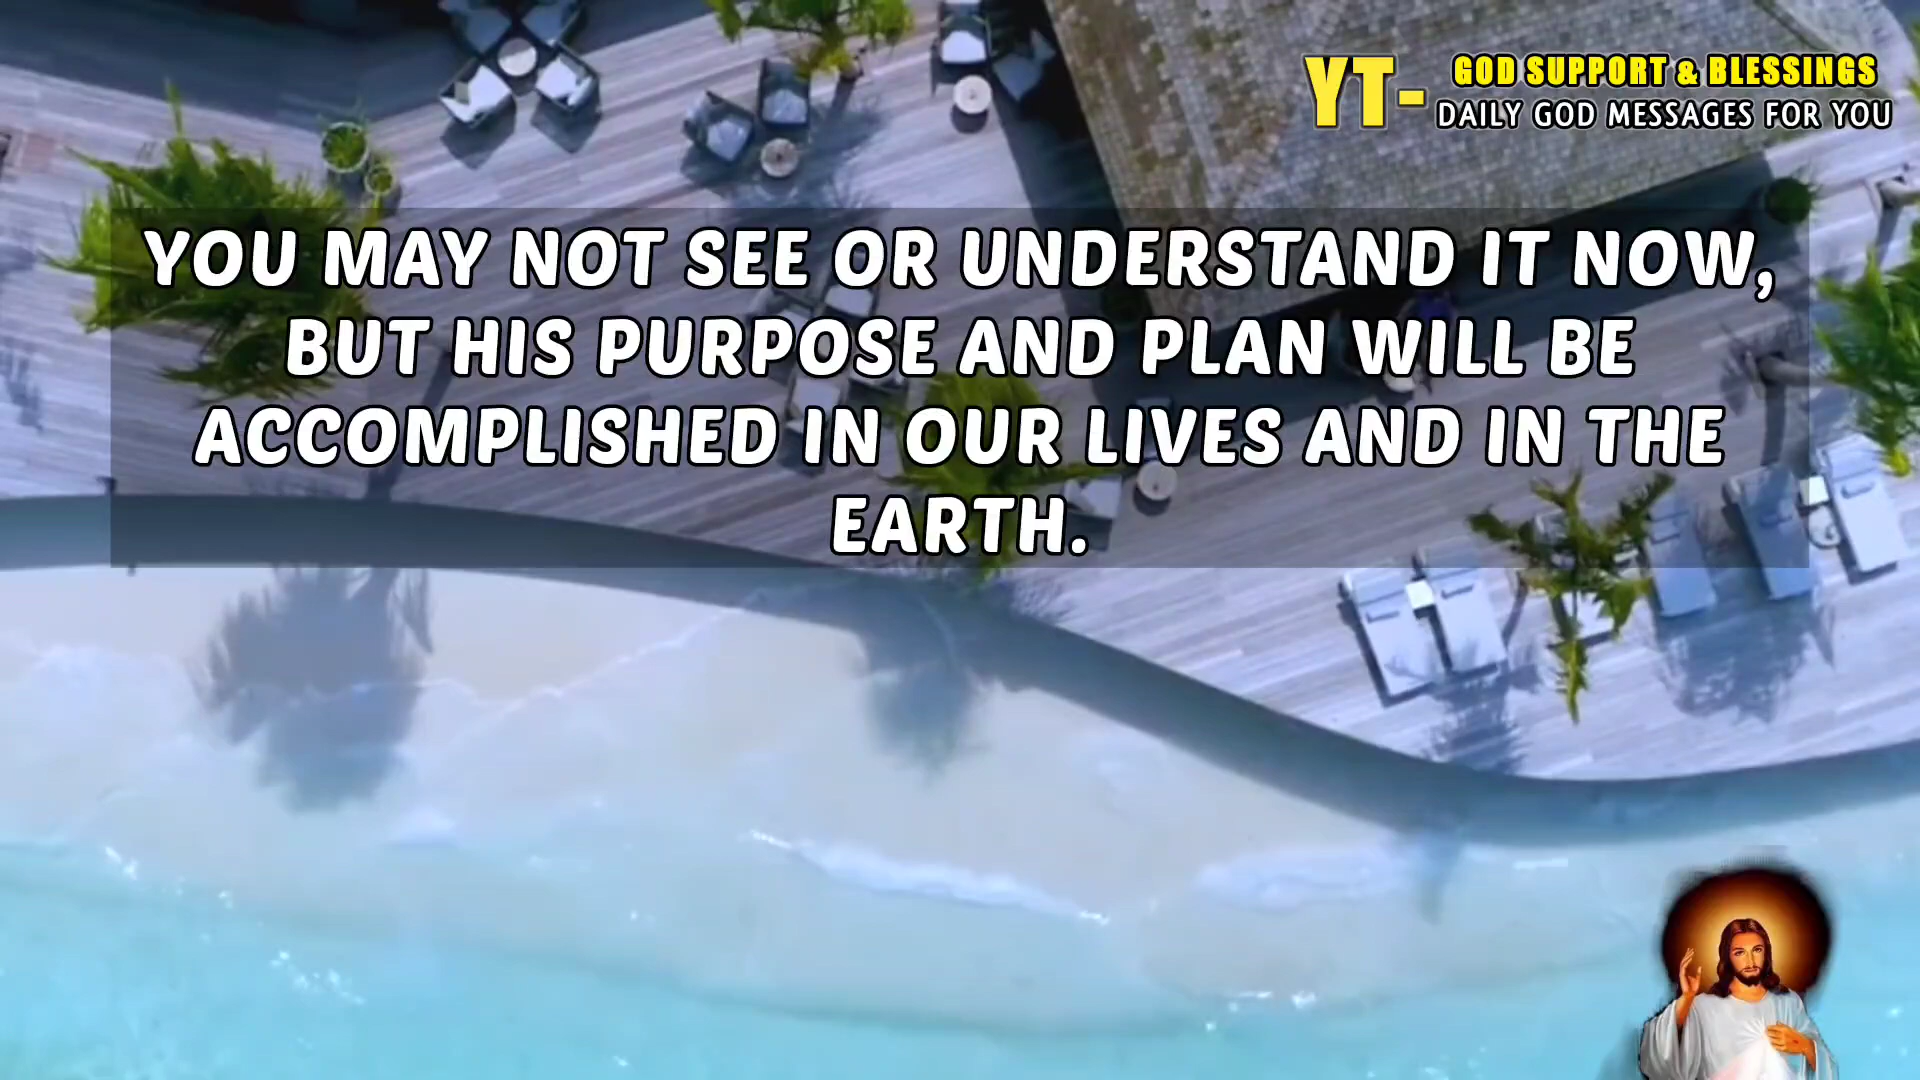 YT- GOD SUPPORT & BLESSINGS
DAILY GOD MESSAGES FOR YOU
YOU MAY NOT SEE OR UNDERSTAND IT NOW,
BUT HIS PURPOSE AND PLAN WILL BE
ACCOMPLISHED IN OUR LIVES AND IN THE
EARTH.